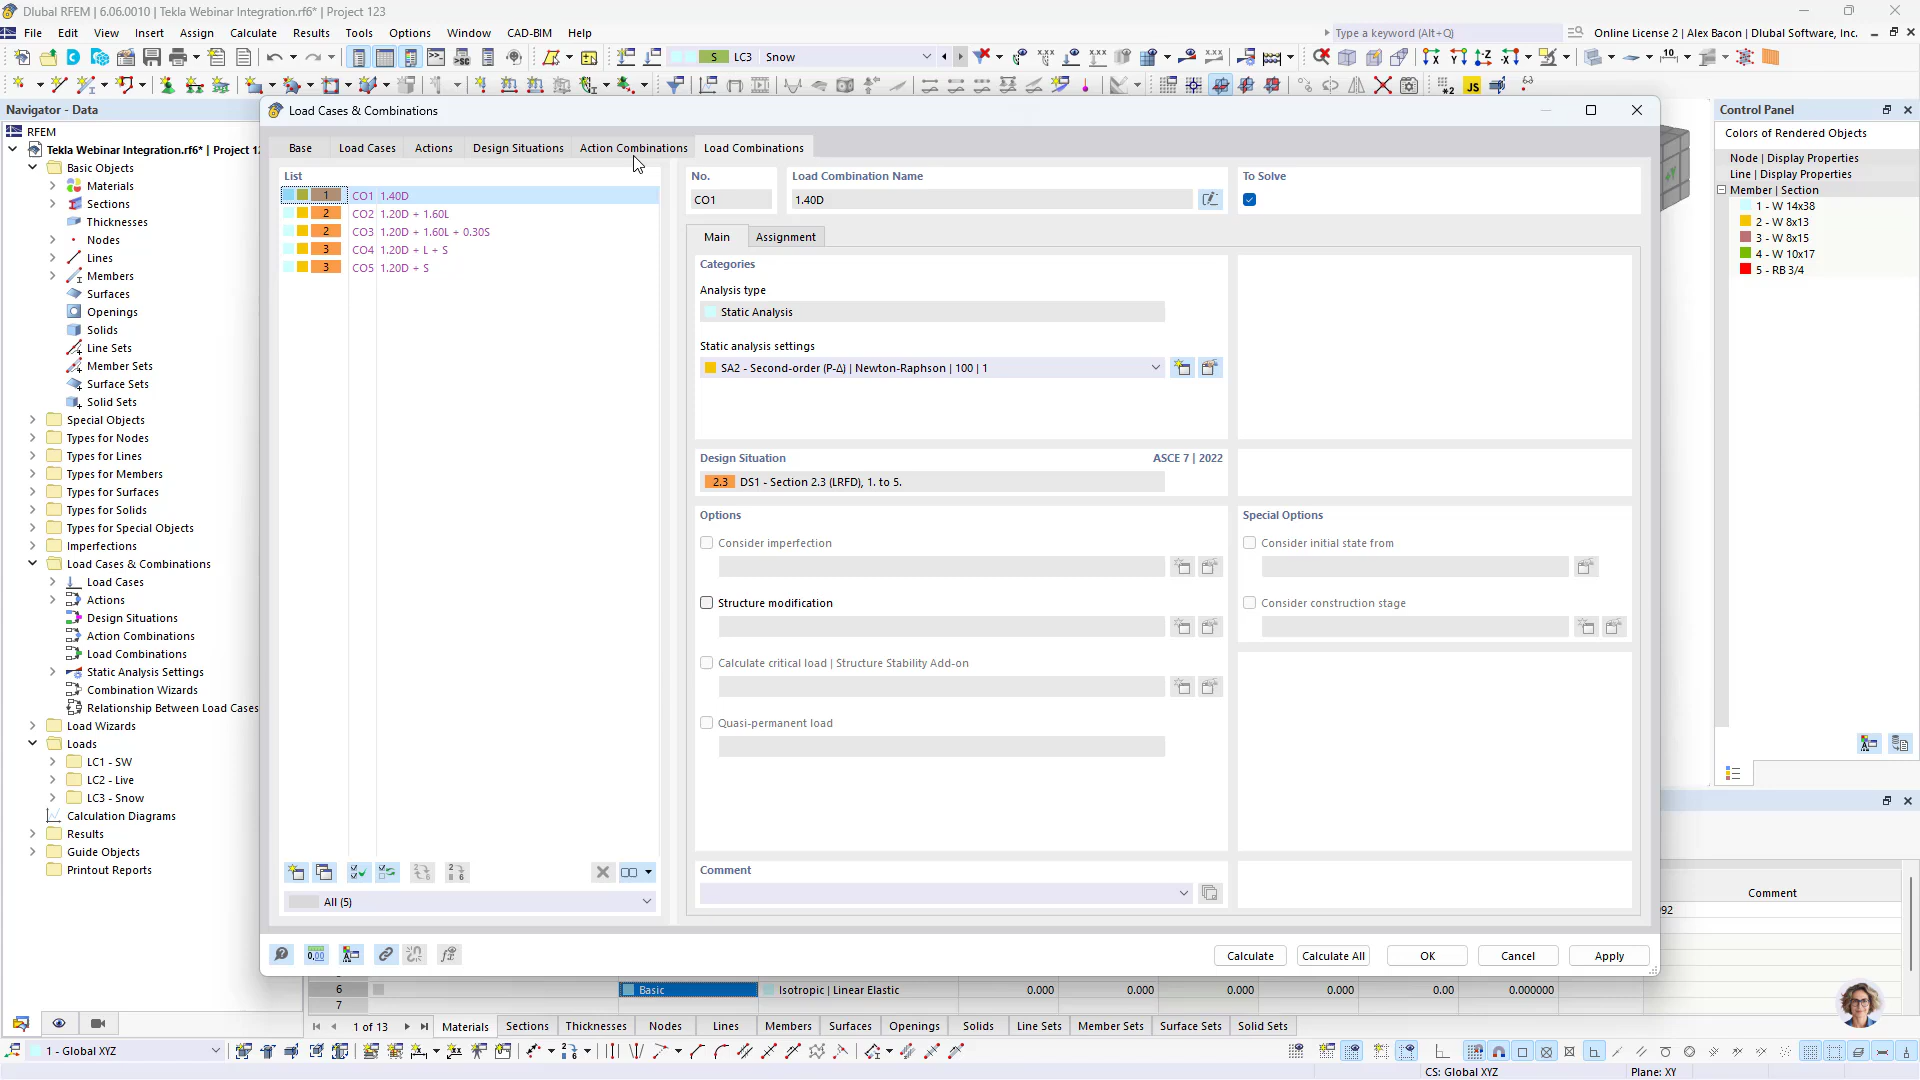 Dlubal RFEM | 6.06.0010 | Tekla Webinar Integration.rf6* | Project 123
File Edit View Insert Assign Calculate Results Tools Options Window CAD-BIM Help
Type a keyword (Alt+Q)
Online License 2 | Alex Bacon | Dlubal Software, Inc.
S LC3 Snow
Navigator - Data
RFEM
Tekla Webinar Integration.rf6* | Project 12
Basic Objects
Materials
Sections
Thicknesses
Nodes
Lines
Members
Surfaces
Openings
Solids
Line Sets
Member Sets
Surface Sets
Solid Sets
Special Objects
Types for Nodes
Types for Lines
Types for Members
Types for Surfaces
Types for Solids
Types for Special Objects
Imperfections
Load Cases & Combinations
Load Cases
Actions
Design Situations
Action Combinations
Load Combinations
Static Analysis Settings
Combination Wizards
Relationship Between Load Cases
Load Wizards
Loads
LC1 - SW
LC2 - Live
LC3 - Snow
Calculation Diagrams
Results
Guide Objects
Printout Reports
Load Cases & Combinations
Base Load Cases Actions Design Situations Action Combinations Load Combinations
List
1 CO1 1.40D
2 CO2 1.20D + 1.60L
2 CO3 1.20D + 1.60L + 0.30S
3 CO4 1.20D + L + S
3 CO5 1.20D + S
All (5)
No.
CO1
Load Combination Name
1.40D
To Solve
Main Assignment
Categories
Analysis type
Static Analysis
Static analysis settings
SA2 - Second-order (P-Δ) | Newton-Raphson | 100 | 1
Design Situation ASCE 7 | 2022
2.3 DS1 - Section 2.3 (LRFD), 1. to 5.
Options
Consider imperfection
Structure modification
Calculate critical load | Structure Stability Add-on
Quasi-permanent load
Special Options
Consider initial state from
Consider construction stage
Comment
Calculate Calculate All OK Cancel Apply
Control Panel
Colors of Rendered Objects
Node | Display Properties
Line | Display Properties
Member | Section
1 - W 14x38
2 - W 8x13
3 - W 8x15
4 - W 10x17
5 - RB 3/4
Comment
92
6 Basic Isotropic | Linear Elastic 0.000 0.000 0.000 0.000 0.00 0.000000
7
1 of 13 Materials Sections Thicknesses Nodes Lines Members Surfaces Openings Solids Line Sets Member Sets Surface Sets Solid Sets
1 - Global XYZ
CS: Global XYZ Plane: XY